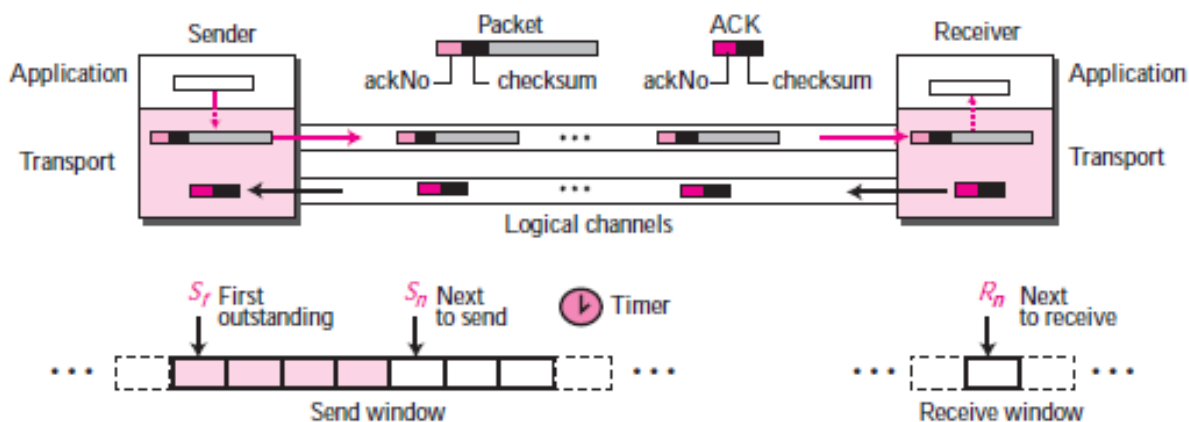 Sender
Packet
ACK
Receiver
Application
ackNo
checksum
ackNo
checksum
Application
Transport
...
Transport
...
Logical channels
Sf First
outstanding
Sn Next
to send
Timer
Rn Next
to receive
...
...
...
...
Send window
Receive window